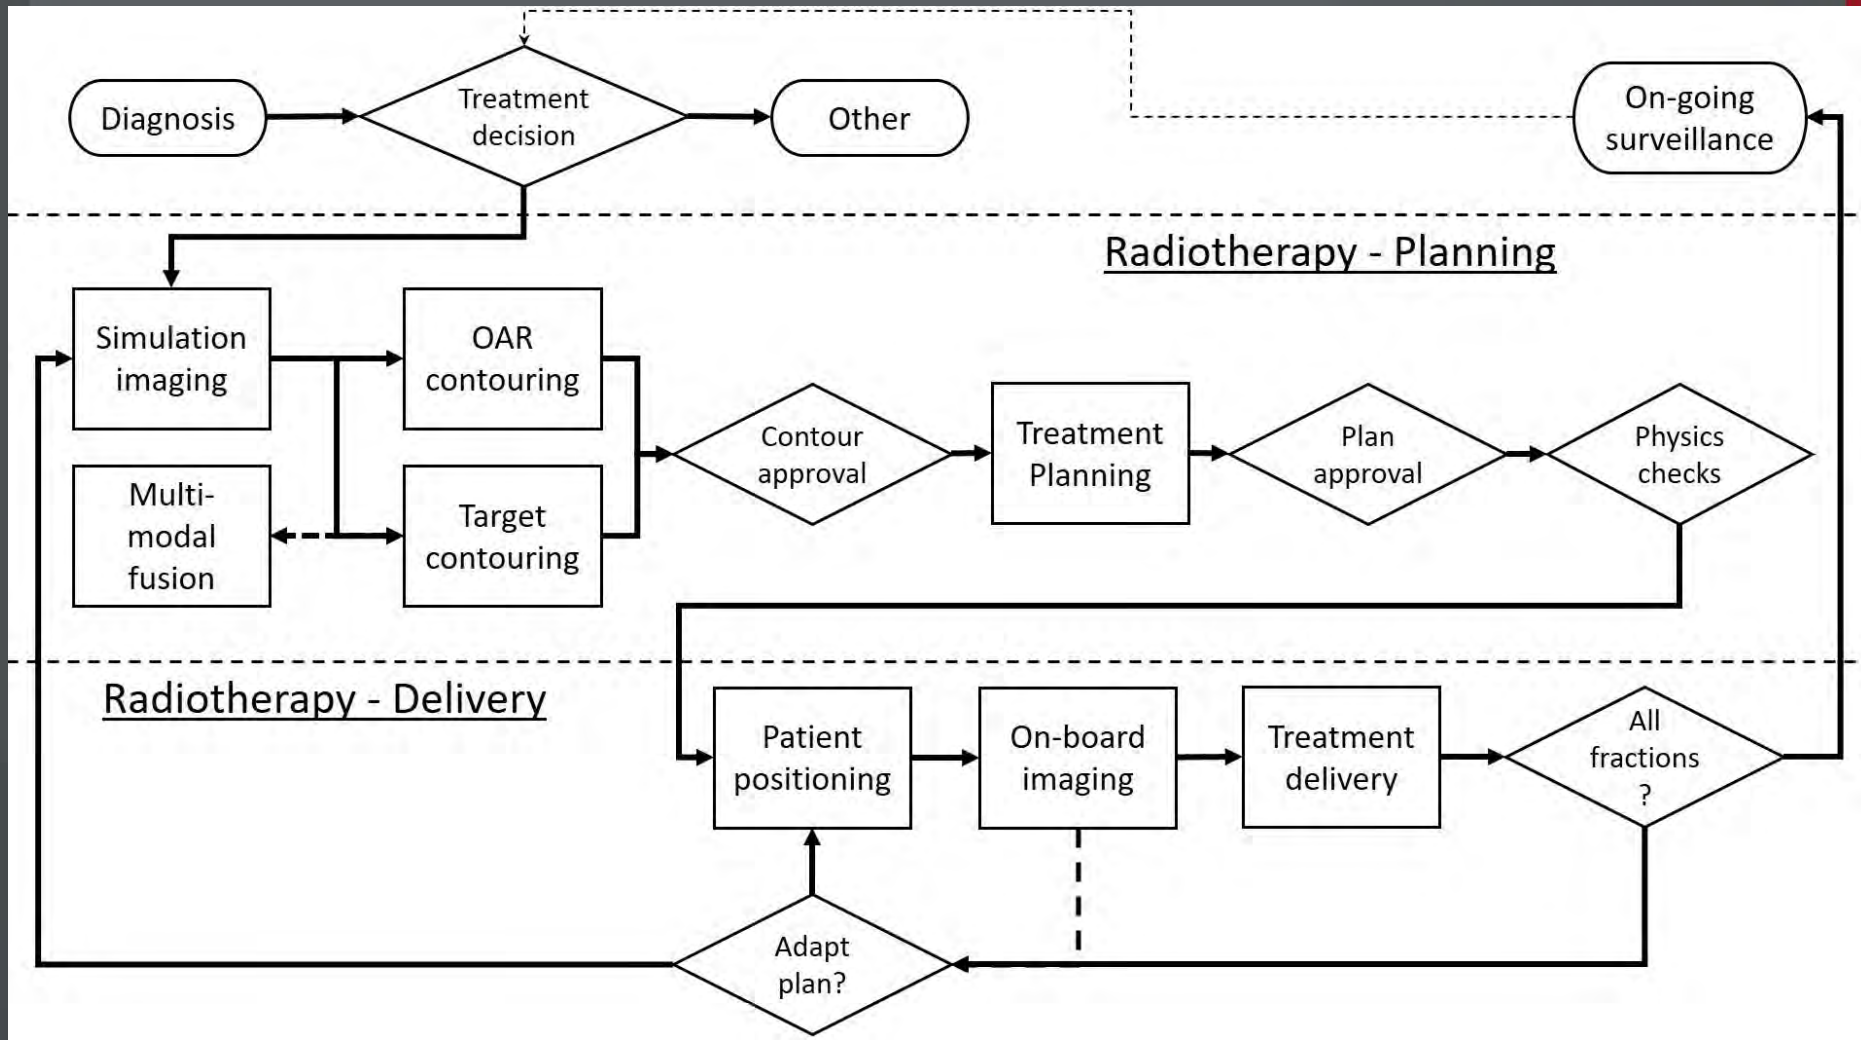 Diagnosis
Treatment
decision
Other
On-going
surveillance
Radiotherapy - Planning
Simulation
imaging
OAR
contouring
Multi-
modal
fusion
Target
contouring
Contour
approval
Treatment
Planning
Plan
approval
Physics
checks
Radiotherapy - Delivery
Patient
positioning
On-board
imaging
Treatment
delivery
All
fractions
?
Adapt
plan?